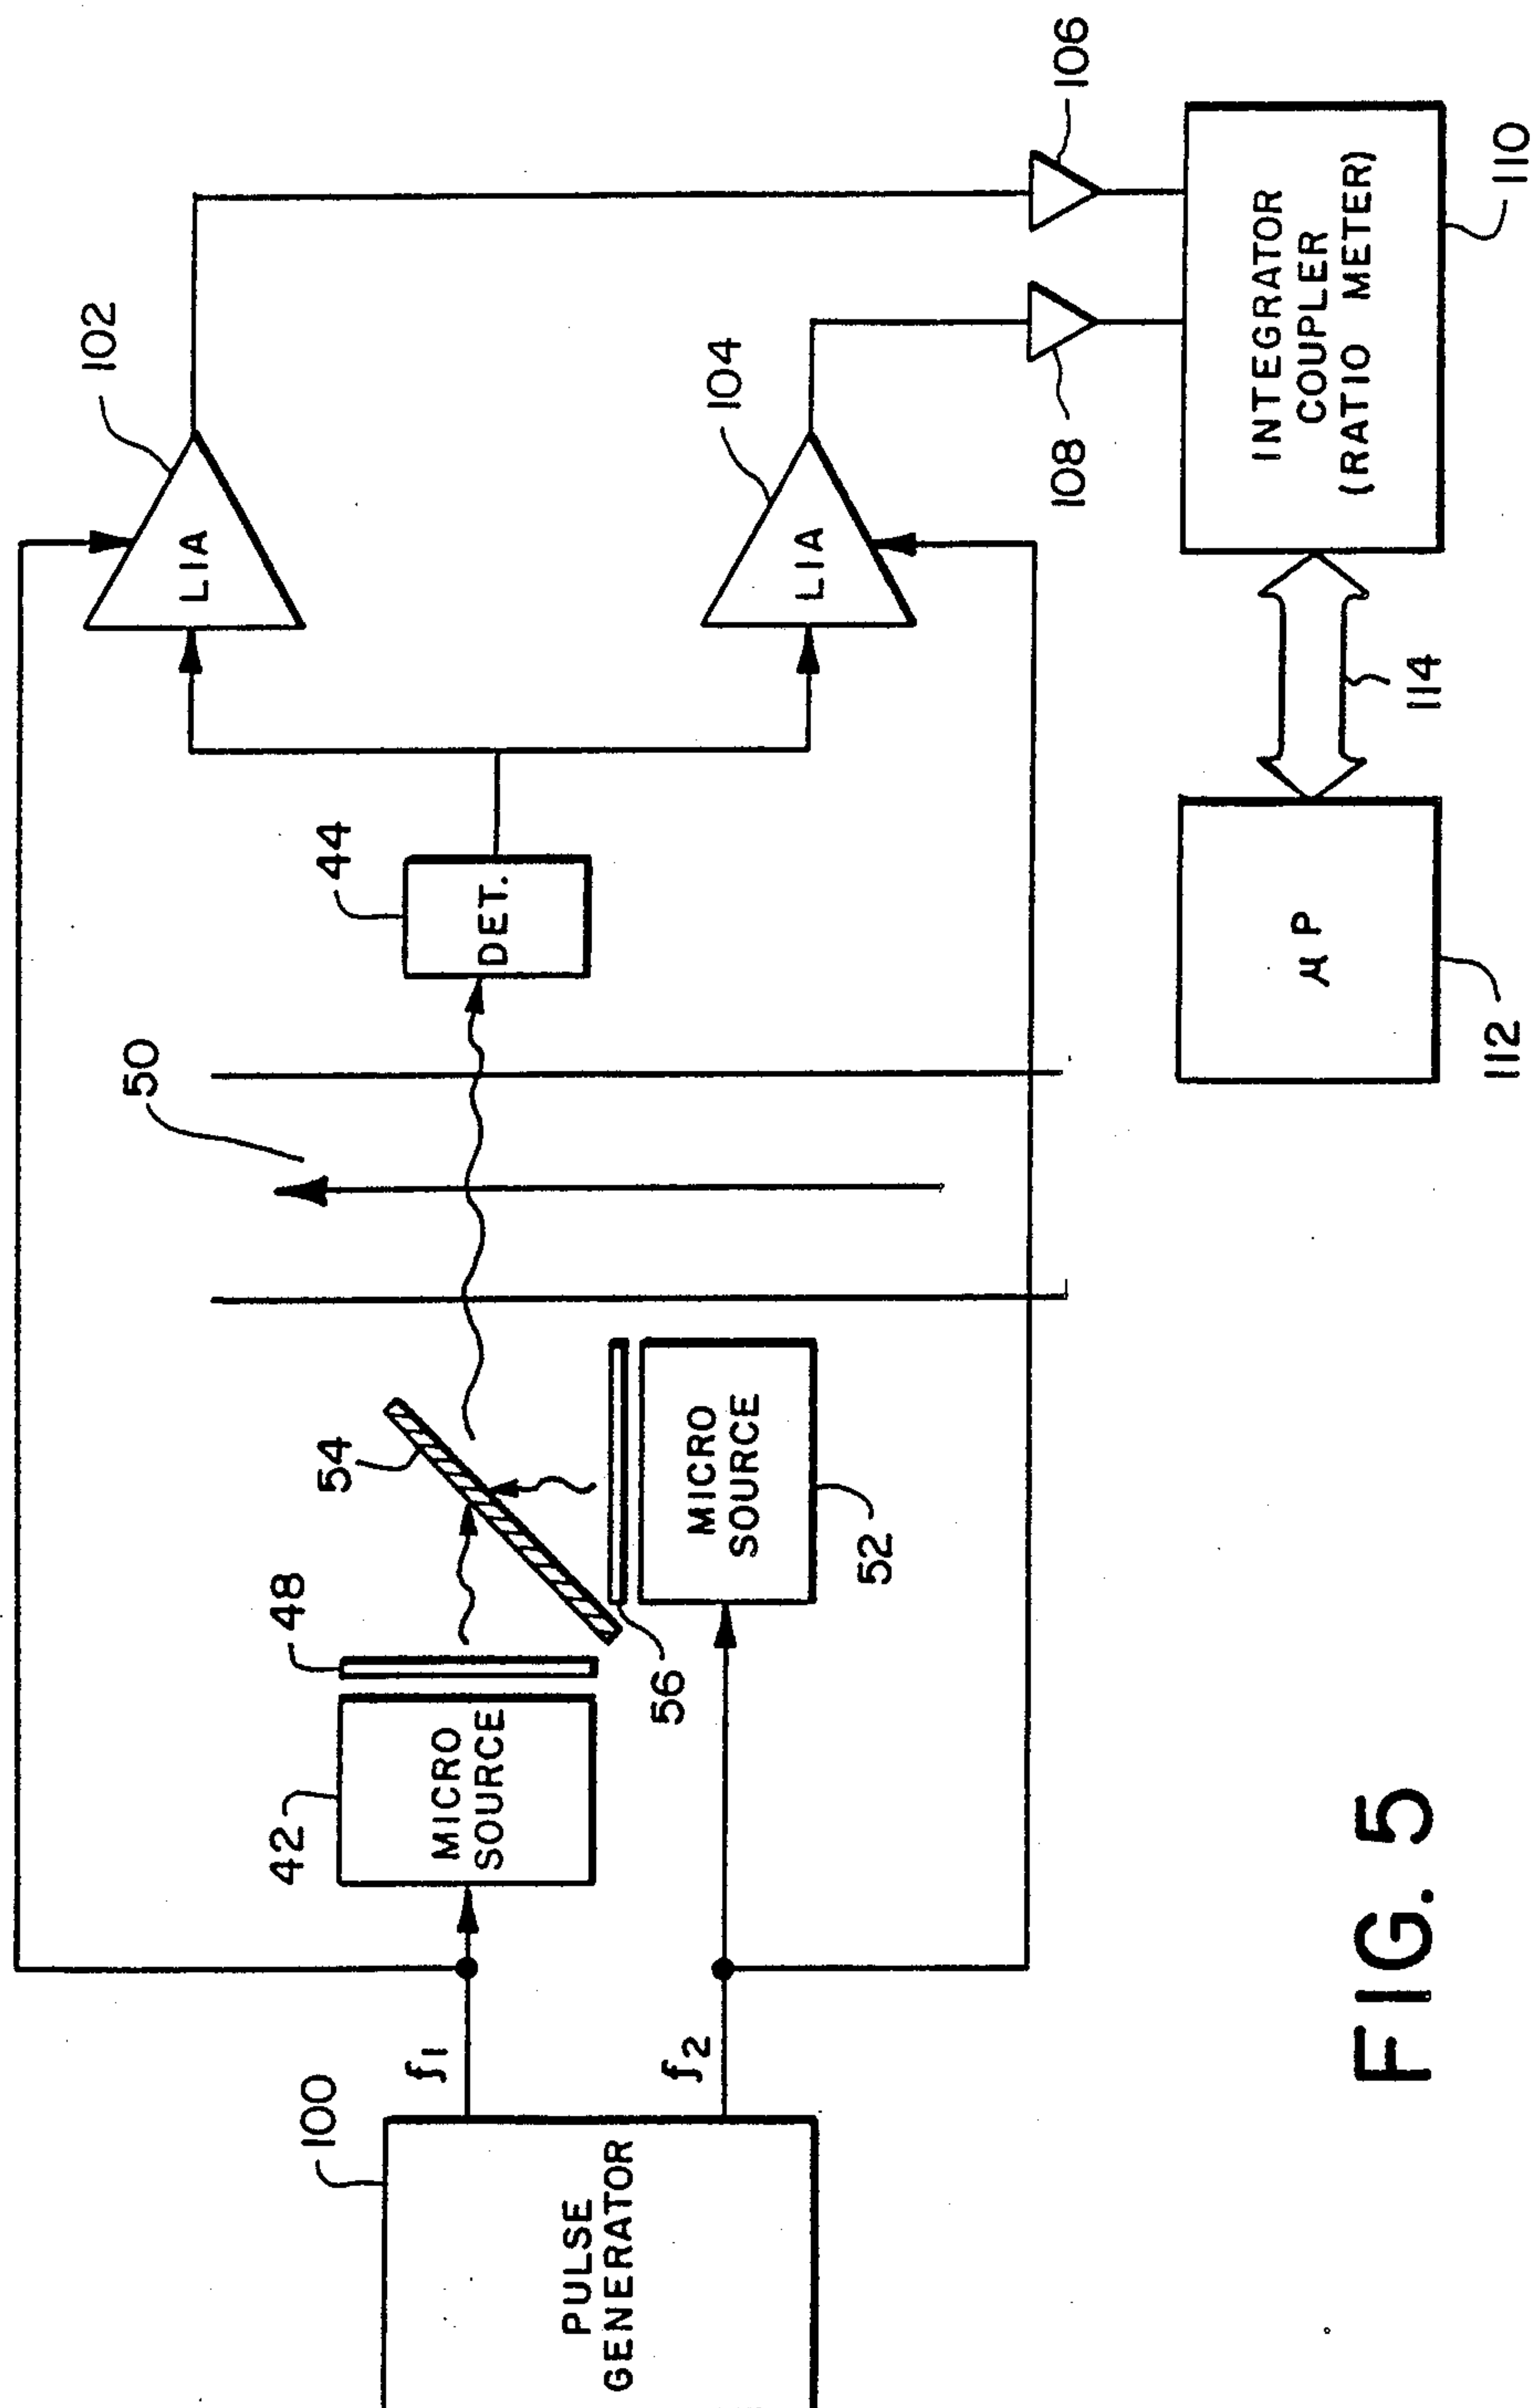 102
106
LIA
104
LIA
108
INTEGRATOR
COUPLER
(RATIO METER)
110
114
μP
112
44
DET.
50
54
48
56
MICRO
SOURCE
52
42
MICRO
SOURCE
f1
f2
100
PULSE
GENERATOR
FIG. 5